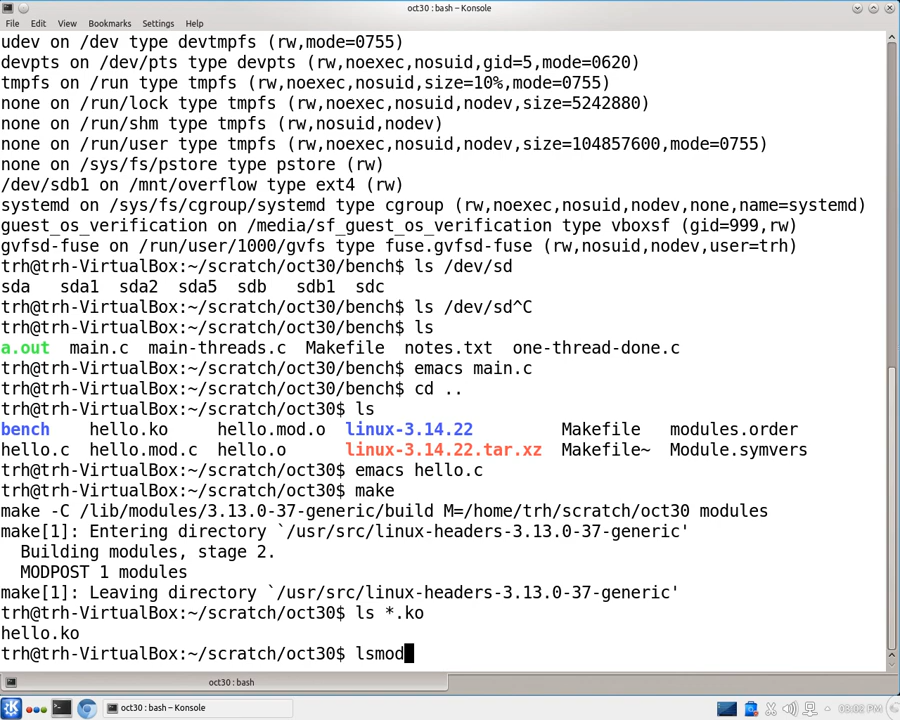 oct30 : bash – Konsole
File Edit View Bookmarks Settings Help
udev on /dev type devtmpfs (rw,mode=0755)
devpts on /dev/pts type devpts (rw,noexec,nosuid,gid=5,mode=0620)
tmpfs on /run type tmpfs (rw,noexec,nosuid,size=10%,mode=0755)
none on /run/lock type tmpfs (rw,noexec,nosuid,nodev,size=5242880)
none on /run/shm type tmpfs (rw,nosuid,nodev)
none on /run/user type tmpfs (rw,noexec,nosuid,nodev,size=104857600,mode=0755)
none on /sys/fs/pstore type pstore (rw)
/dev/sdb1 on /mnt/overflow type ext4 (rw)
systemd on /sys/fs/cgroup/systemd type cgroup (rw,noexec,nosuid,nodev,none,name=systemd)
guest_os_verification on /media/sf_guest_os_verification type vboxsf (gid=999,rw)
gvfsd-fuse on /run/user/1000/gvfs type fuse.gvfsd-fuse (rw,nosuid,nodev,user=trh)
trh@trh-VirtualBox:~/scratch/oct30/bench$ ls /dev/sd
sda sda1 sda2 sda5 sdb sdb1 sdc
trh@trh-VirtualBox:~/scratch/oct30/bench$ ls /dev/sd^C
trh@trh-VirtualBox:~/scratch/oct30/bench$ ls
a.out main.c main-threads.c Makefile notes.txt one-thread-done.c
trh@trh-VirtualBox:~/scratch/oct30/bench$ emacs main.c
trh@trh-VirtualBox:~/scratch/oct30/bench$ cd ..
trh@trh-VirtualBox:~/scratch/oct30$ ls
bench hello.ko hello.mod.o linux-3.14.22 Makefile modules.order
hello.c hello.mod.c hello.o linux-3.14.22.tar.xz Makefile~ Module.symvers
trh@trh-VirtualBox:~/scratch/oct30$ emacs hello.c
trh@trh-VirtualBox:~/scratch/oct30$ make
make -C /lib/modules/3.13.0-37-generic/build M=/home/trh/scratch/oct30 modules
make[1]: Entering directory `/usr/src/linux-headers-3.13.0-37-generic'
Building modules, stage 2.
MODPOST 1 modules
make[1]: Leaving directory `/usr/src/linux-headers-3.13.0-37-generic'
trh@trh-VirtualBox:~/scratch/oct30$ ls *.ko
hello.ko
trh@trh-VirtualBox:~/scratch/oct30$ lsmod
oct30 : bash
oct30 : bash – Konsole
03:02 PM